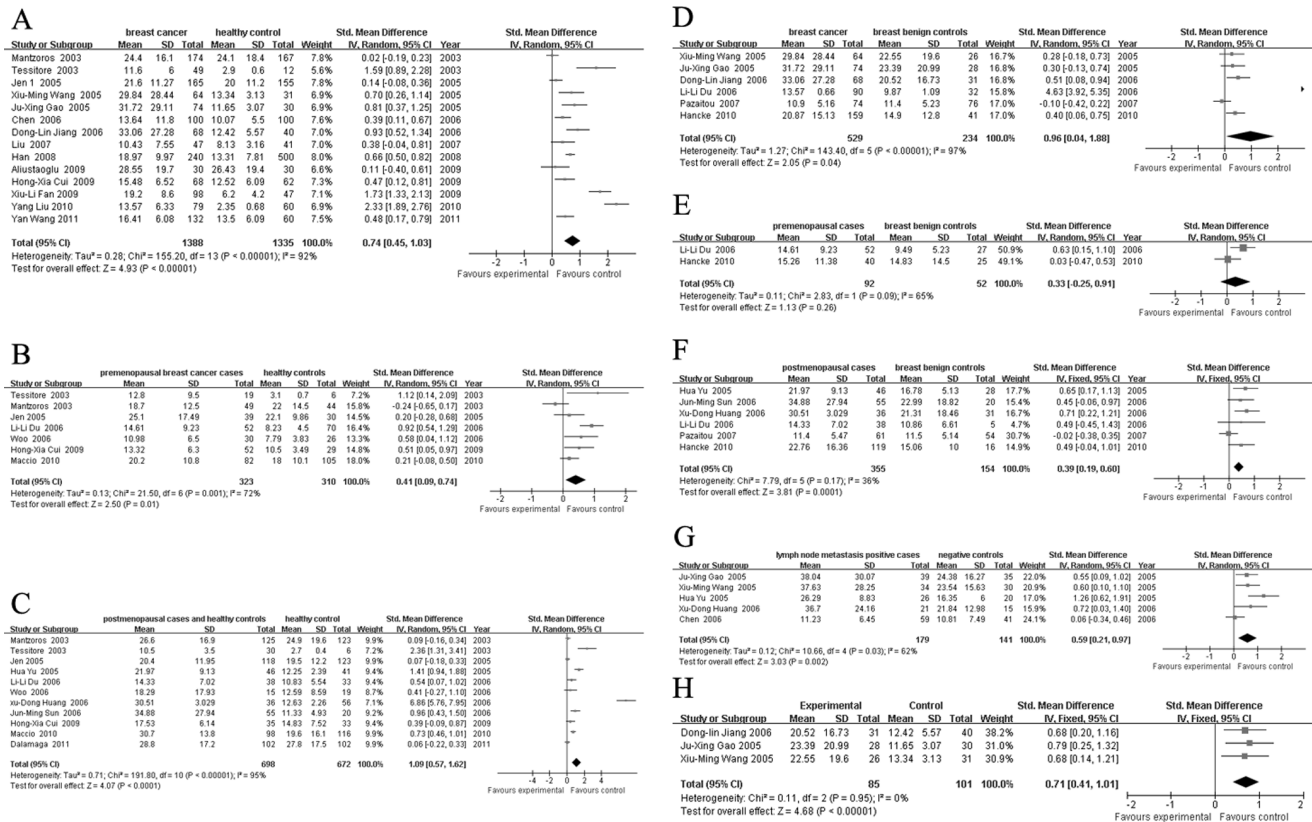 A
breast cancer healthy control Std. Mean Difference Std. Mean Difference
Study or Subgroup Mean SD Total Mean SD Total Weight IV, Random, 95% CI Year IV, Random, 95% CI
Mantzoros 2003 24.4 16.1 174 24.1 18.4 167 7.8% 0.02 [-0.19, 0.23] 2003
Tessitore 2003 11.6 6 49 2.9 0.6 12 5.3% 1.59 [0.89, 2.28] 2003
Jen 1 2005 21.6 11.27 165 20 11.2 155 7.8% 0.14 [-0.08, 0.36] 2005
Xiu-Ming Wang 2005 29.84 28.44 64 13.34 3.13 31 6.8% 0.70 [0.26, 1.14] 2005
Ju-Xing Gao 2005 31.72 29.11 74 11.65 3.07 30 6.8% 0.81 [0.37, 1.25] 2005
Chen 2006 13.64 11.8 100 10.07 5.5 100 7.6% 0.39 [0.11, 0.67] 2006
Dong-Lin Jiang 2006 33.06 27.28 68 12.42 5.57 40 7.0% 0.93 [0.52, 1.34] 2006
Liu 2007 10.43 7.55 47 8.13 3.16 41 6.9% 0.38 [-0.04, 0.81] 2007
Han 2008 18.97 9.97 240 13.31 7.81 500 8.0% 0.66 [0.50, 0.82] 2008
Aliustaoglu 2009 28.55 19.7 30 26.43 19.4 30 6.5% 0.11 [-0.40, 0.61] 2009
Hong-Xia Cui 2009 15.48 6.52 68 12.52 6.09 62 7.3% 0.47 [0.12, 0.81] 2009
Xiu-Li Fan 2009 19.2 8.6 98 6.2 4.2 47 7.1% 1.73 [1.33, 2.13] 2009
Yang Liu 2010 13.57 6.33 79 2.35 0.68 60 6.8% 2.33 [1.89, 2.76] 2010
Yan Wang 2011 16.41 6.08 132 13.5 6.09 60 7.5% 0.48 [0.17, 0.79] 2011
Total (95% CI) 1388 1335 100.0% 0.74 [0.45, 1.03]
Heterogeneity: Tau² = 0.28; Chi² = 155.20, df = 13 (P < 0.00001); I² = 92%
Test for overall effect: Z = 4.93 (P < 0.00001)
-2 -1 0 1 2
Favours experimental Favours control
B
premenopausal breast cancer cases healthy controls Std. Mean Difference Std. Mean Difference
Study or Subgroup Mean SD Total Mean SD Total Weight IV, Random, 95% CI Year IV, Random, 95% CI
Tessitore 2003 12.8 9.5 19 3.1 0.7 6 7.2% 1.12 [0.14, 2.09] 2003
Mantzoros 2003 18.7 12.5 49 22 14.5 44 15.8% -0.24 [-0.65, 0.17] 2003
Jen 2005 25.1 17.49 39 22.1 9.86 30 14.1% 0.20 [-0.28, 0.68] 2005
Li-Li Du 2006 14.61 9.23 52 8.23 4.5 70 16.6% 0.92 [0.54, 1.29] 2006
Woo 2006 10.98 6.5 30 7.79 3.83 26 13.0% 0.58 [0.04, 1.12] 2006
Hong-Xia Cui 2009 13.32 6.3 52 10.5 3.49 29 14.5% 0.51 [0.05, 0.97] 2009
Maccio 2010 20.2 10.8 82 18 10.1 105 18.8% 0.21 [-0.08, 0.50] 2010
Total (95% CI) 323 310 100.0% 0.41 [0.09, 0.74]
Heterogeneity: Tau² = 0.13; Chi² = 21.50, df = 6 (P = 0.001); I² = 72%
Test for overall effect: Z = 2.50 (P = 0.01)
-2 -1 0 1 2
Favours experimental Favours control
C
postmenopausal cases and healthy controls healthy control Std. Mean Difference Std. Mean Difference
Study or Subgroup Mean SD Total Mean SD Total Weight IV, Random, 95% CI Year IV, Random, 95% CI
Mantzoros 2003 26.6 16.9 125 24.9 19.6 123 9.9% 0.09 [-0.16, 0.34] 2003
Tessitore 2003 10.5 3.5 30 2.7 0.4 6 7.7% 2.36 [1.31, 3.41] 2003
Jen 2005 20.4 11.95 118 19.5 12.2 123 9.9% 0.07 [-0.18, 0.33] 2005
Hua Yu 2005 21.97 9.13 46 12.25 2.39 41 9.5% 1.41 [0.94, 1.88] 2005
Li-Li Du 2006 14.33 7.02 38 10.83 5.54 33 9.5% 0.54 [0.07, 1.02] 2006
Woo 2006 18.29 17.93 15 12.59 8.59 19 9.0% 0.41 [-0.27, 1.10] 2006
xu-Dong Huang 2006 30.51 3.029 36 12.63 2.26 56 7.5% 6.86 [5.76, 7.95] 2006
Jun-Ming Sun 2006 34.88 27.94 55 11.33 4.93 20 9.4% 0.96 [0.43, 1.50] 2006
Hong-Xia Cui 2009 17.53 6.14 35 14.83 7.52 33 9.5% 0.39 [-0.09, 0.87] 2009
Maccio 2010 30.7 13.8 98 19.6 16.1 116 9.9% 0.73 [0.46, 1.01] 2010
Dalamaga 2011 28.8 17.2 102 27.8 17.5 102 9.9% 0.06 [-0.22, 0.33] 2011
Total (95% CI) 698 672 100.0% 1.09 [0.57, 1.62]
Heterogeneity: Tau² = 0.71; Chi² = 191.80, df = 10 (P < 0.00001); I² = 95%
Test for overall effect: Z = 4.07 (P < 0.0001)
-4 -2 0 2 4
Favours experimental Favours control
D
breast cancer breast benign controls Std. Mean Difference Std. Mean Difference
Study or Subgroup Mean SD Total Mean SD Total Weight IV, Random, 95% CI Year IV, Random, 95% CI
Xiu-Ming Wang 2005 29.84 28.44 64 22.55 19.6 26 16.7% 0.28 [-0.18, 0.73] 2005
Ju-Xing Gao 2005 31.72 29.11 74 23.39 20.99 28 16.8% 0.30 [-0.13, 0.74] 2005
Dong-Lin Jiang 2006 33.06 27.28 68 20.52 16.73 31 16.8% 0.51 [0.08, 0.94] 2006
Li-Li Du 2006 13.57 0.66 90 9.87 1.09 32 15.7% 4.63 [3.92, 5.35] 2006
Pazaitou 2007 10.9 5.16 74 11.4 5.23 76 17.1% -0.10 [-0.42, 0.22] 2007
Hancke 2010 20.87 15.13 159 14.9 12.8 41 17.0% 0.40 [0.06, 0.75] 2010
Total (95% CI) 529 234 100.0% 0.96 [0.04, 1.88]
Heterogeneity: Tau² = 1.27; Chi² = 143.40, df = 5 (P < 0.00001); I² = 97%
Test for overall effect: Z = 2.05 (P = 0.04)
-2 -1 0 1 2
Favours experimental Favours control
E
premenopausal cases breast benign controls Std. Mean Difference Std. Mean Difference
Study or Subgroup Mean SD Total Mean SD Total Weight IV, Random, 95% CI Year IV, Random, 95% CI
Li-Li Du 2006 14.61 9.23 52 9.49 5.23 27 50.9% 0.63 [0.15, 1.10] 2006
Hancke 2010 15.26 11.38 40 14.83 14.5 25 49.1% 0.03 [-0.47, 0.53] 2010
Total (95% CI) 92 52 100.0% 0.33 [-0.25, 0.91]
Heterogeneity: Tau² = 0.11; Chi² = 2.83, df = 1 (P = 0.09); I² = 65%
Test for overall effect: Z = 1.13 (P = 0.26)
-2 -1 0 1 2
Favours experimental Favours control
F
postmenopausal cases breast benign controls Std. Mean Difference Std. Mean Difference
Study or Subgroup Mean SD Total Mean SD Total Weight IV, Fixed, 95% CI Year IV, Fixed, 95% CI
Hua Yu 2005 21.97 9.13 46 16.78 5.13 28 17.7% 0.65 [0.17, 1.13] 2005
Jun-Ming Sun 2006 34.88 27.94 55 22.99 18.82 20 15.5% 0.45 [-0.06, 0.97] 2006
Xu-Dong Huang 2006 30.51 3.029 36 21.31 18.46 31 16.7% 0.71 [0.22, 1.21] 2006
Li-Li Du 2006 14.33 7.02 38 10.86 6.61 5 4.7% 0.49 [-0.45, 1.43] 2006
Pazaitou 2007 11.4 5.47 61 11.5 5.14 54 30.9% -0.02 [-0.38, 0.35] 2007
Hancke 2010 22.76 16.36 119 15.06 10 16 14.9% 0.49 [-0.04, 1.01] 2010
Total (95% CI) 355 154 100.0% 0.39 [0.19, 0.60]
Heterogeneity: Chi² = 7.79, df = 5 (P = 0.17); I² = 36%
Test for overall effect: Z = 3.81 (P = 0.0001)
-2 -1 0 1 2
Favours experimental Favours control
G
lymph node metastasis positive cases negative controls Std. Mean Difference Std. Mean Difference
Study or Subgroup Mean SD Total Mean SD Total Weight IV, Random, 95% CI Year IV, Random, 95% CI
Ju-Xing Gao 2005 38.04 30.07 39 24.38 16.27 35 22.0% 0.55 [0.09, 1.02] 2005
Xiu-Ming Wang 2005 37.63 28.25 34 23.54 15.63 30 20.8% 0.60 [0.10, 1.10] 2005
Hua Yu 2005 26.29 8.83 26 16.35 6 20 17.0% 1.26 [0.62, 1.91] 2005
Xu-Dong Huang 2006 36.7 24.16 21 21.84 12.98 15 16.1% 0.72 [0.03, 1.40] 2006
Chen 2006 11.23 6.45 59 10.81 7.49 41 24.1% 0.06 [-0.34, 0.46] 2006
Total (95% CI) 179 141 100.0% 0.59 [0.21, 0.97]
Heterogeneity: Tau² = 0.12; Chi² = 10.66, df = 4 (P = 0.03); I² = 62%
Test for overall effect: Z = 3.03 (P = 0.002)
-2 -1 0 1 2
Favours experimental Favours control
H
Experimental Control Std. Mean Difference Std. Mean Difference
Study or Subgroup Mean SD Total Mean SD Total Weight IV, Fixed, 95% CI IV, Fixed, 95% CI
Dong-lin Jiang 2006 20.52 16.73 31 12.42 5.57 40 38.2% 0.68 [0.20, 1.16]
Ju-Xing Gao 2005 23.39 20.99 28 11.65 3.07 30 31.0% 0.79 [0.25, 1.32]
Xiu-Ming Wang 2005 22.55 19.6 26 13.34 3.13 31 30.9% 0.68 [0.14, 1.21]
Total (95% CI) 85 101 100.0% 0.71 [0.41, 1.01]
Heterogeneity: Chi² = 0.11, df = 2 (P = 0.95); I² = 0%
Test for overall effect: Z = 4.68 (P < 0.00001)
-2 -1 0 1 2
Favours experimental Favours control